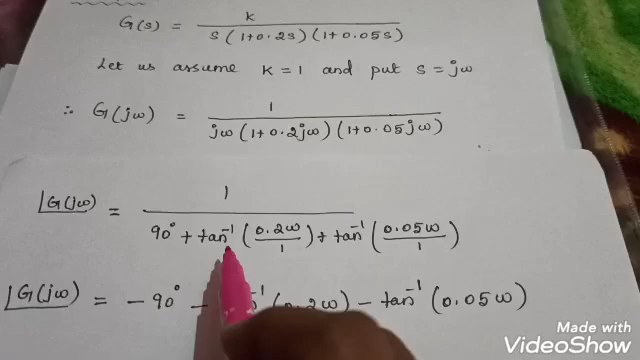 G(s) = K / s(1+0.2s)(1+0.05s)
Let us assume K=1 and put s=jω
∴ G(jω) = 1 / jω(1+0.2jω)(1+0.05jω)
∠G(jω) = 1 / 90° + tan⁻¹(0.2ω/1) + tan⁻¹(0.05ω/1)
∠G(jω) = -90° - (0.2ω) - tan⁻¹(0.05ω)
Made with
VideoShow